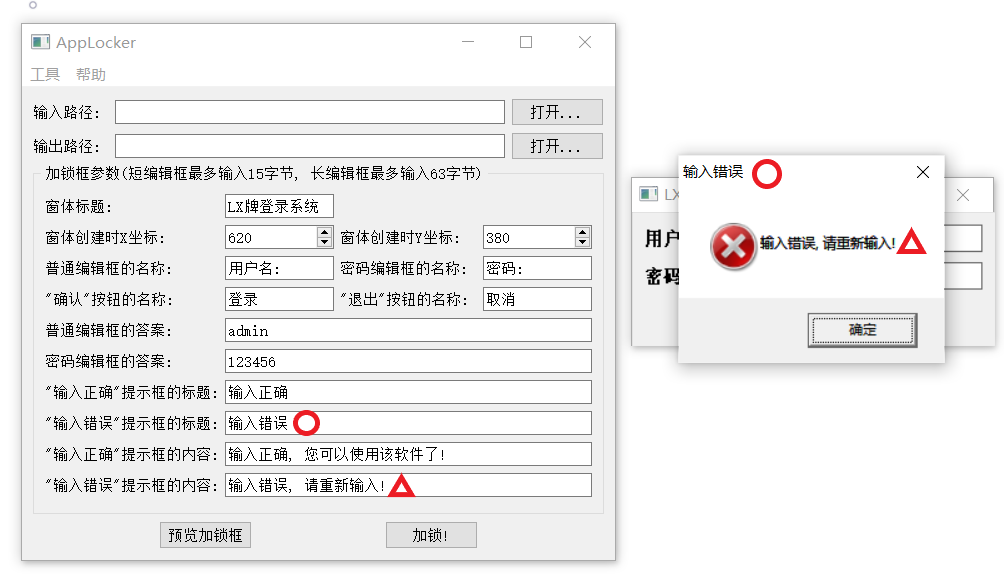 AppLocker
工具 帮助
输入路径： 打开...
输出路径： 打开...
加锁框参数(短编辑框最多输入15字节, 长编辑框最多输入63字节)
窗体标题： LX牌登录系统
窗体创建时X坐标： 620 窗体创建时Y坐标： 380
普通编辑框的名称： 用户名： 密码编辑框的名称： 密码：
"确认"按钮的名称： 登录 "退出"按钮的名称： 取消
普通编辑框的答案： admin
密码编辑框的答案： 123456
"输入正确"提示框的标题： 输入正确
"输入错误"提示框的标题： 输入错误
"输入正确"提示框的内容： 输入正确, 您可以使用该软件了!
"输入错误"提示框的内容： 输入错误, 请重新输入!
预览加锁框 加锁!
LX
用户
密码
输入错误
输入错误, 请重新输入!
确定